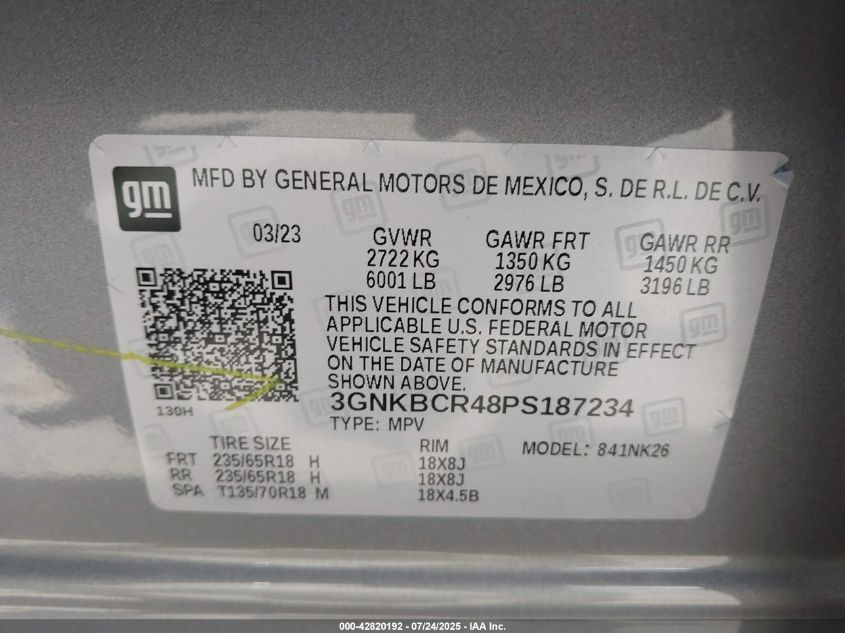 gm
MFD BY GENERAL MOTORS DE MEXICO, S. DE R.L. DE C.V.
03/23 GVWR GAWR FRT GAWR RR
2722 KG 1350 KG 1450 KG
6001 LB 2976 LB 3196 LB
THIS VEHICLE CONFORMS TO ALL
APPLICABLE U.S. FEDERAL MOTOR
VEHICLE SAFETY STANDARDS IN EFFECT
ON THE DATE OF MANUFACTURE
SHOWN ABOVE.
130H
3GNKBCR48PS187234
TYPE: MPV
TIRE SIZE RIM MODEL: 841NK26
FRT 235/65R18 H 18X8J
RR 235/65R18 H 18X8J
SPA T135/70R18 M 18X4.5B
000-42820192 - 07/24/2025 - IAA Inc.